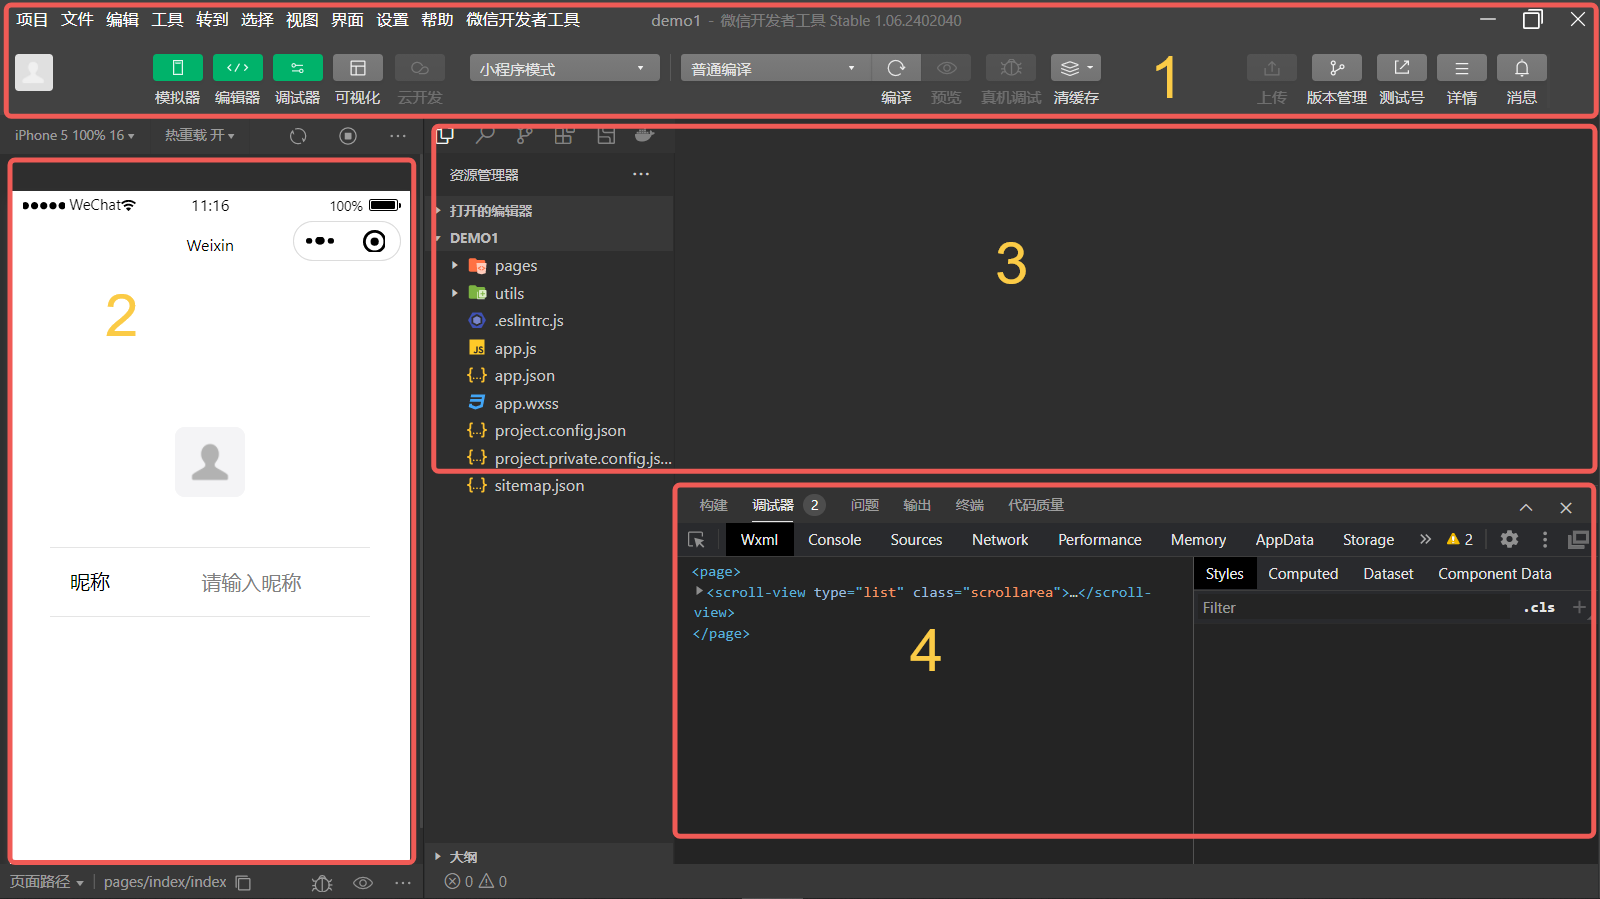 项目 文件 编辑 工具 转到 选择 视图 界面 设置 帮助 微信开发者工具 demo1 - 微信开发者工具 Stable 1.06.2402040
小程序模式 普通编译
模拟器 编辑器 调试器 可视化 云开发 编译 预览 真机调试 清缓存 上传 版本管理 测试号 详情 消息
1
iPhone 5 100% 16 热重载 开
WeChat 11:16 100%
Weixin
2
昵称 请输入昵称
资源管理器
打开的编辑器
DEMO1
pages
utils
.eslintrc.js
app.js
JS
app.json
app.wxss
project.config.json
project.private.config.js...
sitemap.json
3
构建 调试器 2 问题 输出 终端 代码质量
Wxml Console Sources Network Performance Memory AppData Storage 2
<page>
<scroll-view type="list" class="scrollarea">…</scroll-
view>
</page>
4
Styles Computed Dataset Component Data
Filter .cls +
大纲
页面路径 pages/index/index 0 0